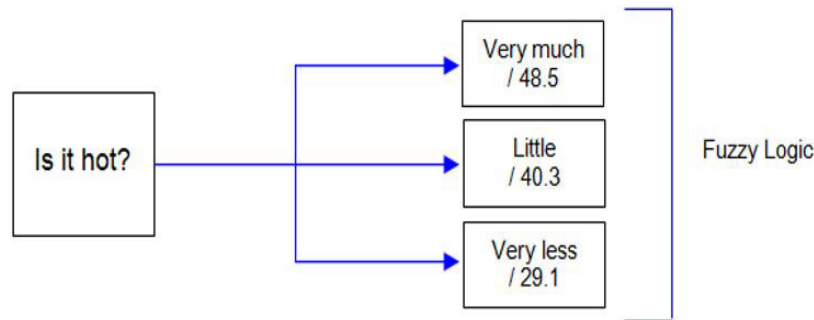 Is it hot?
Very much
/ 48.5
Little
/ 40.3
Very less
/ 29.1
Fuzzy Logic